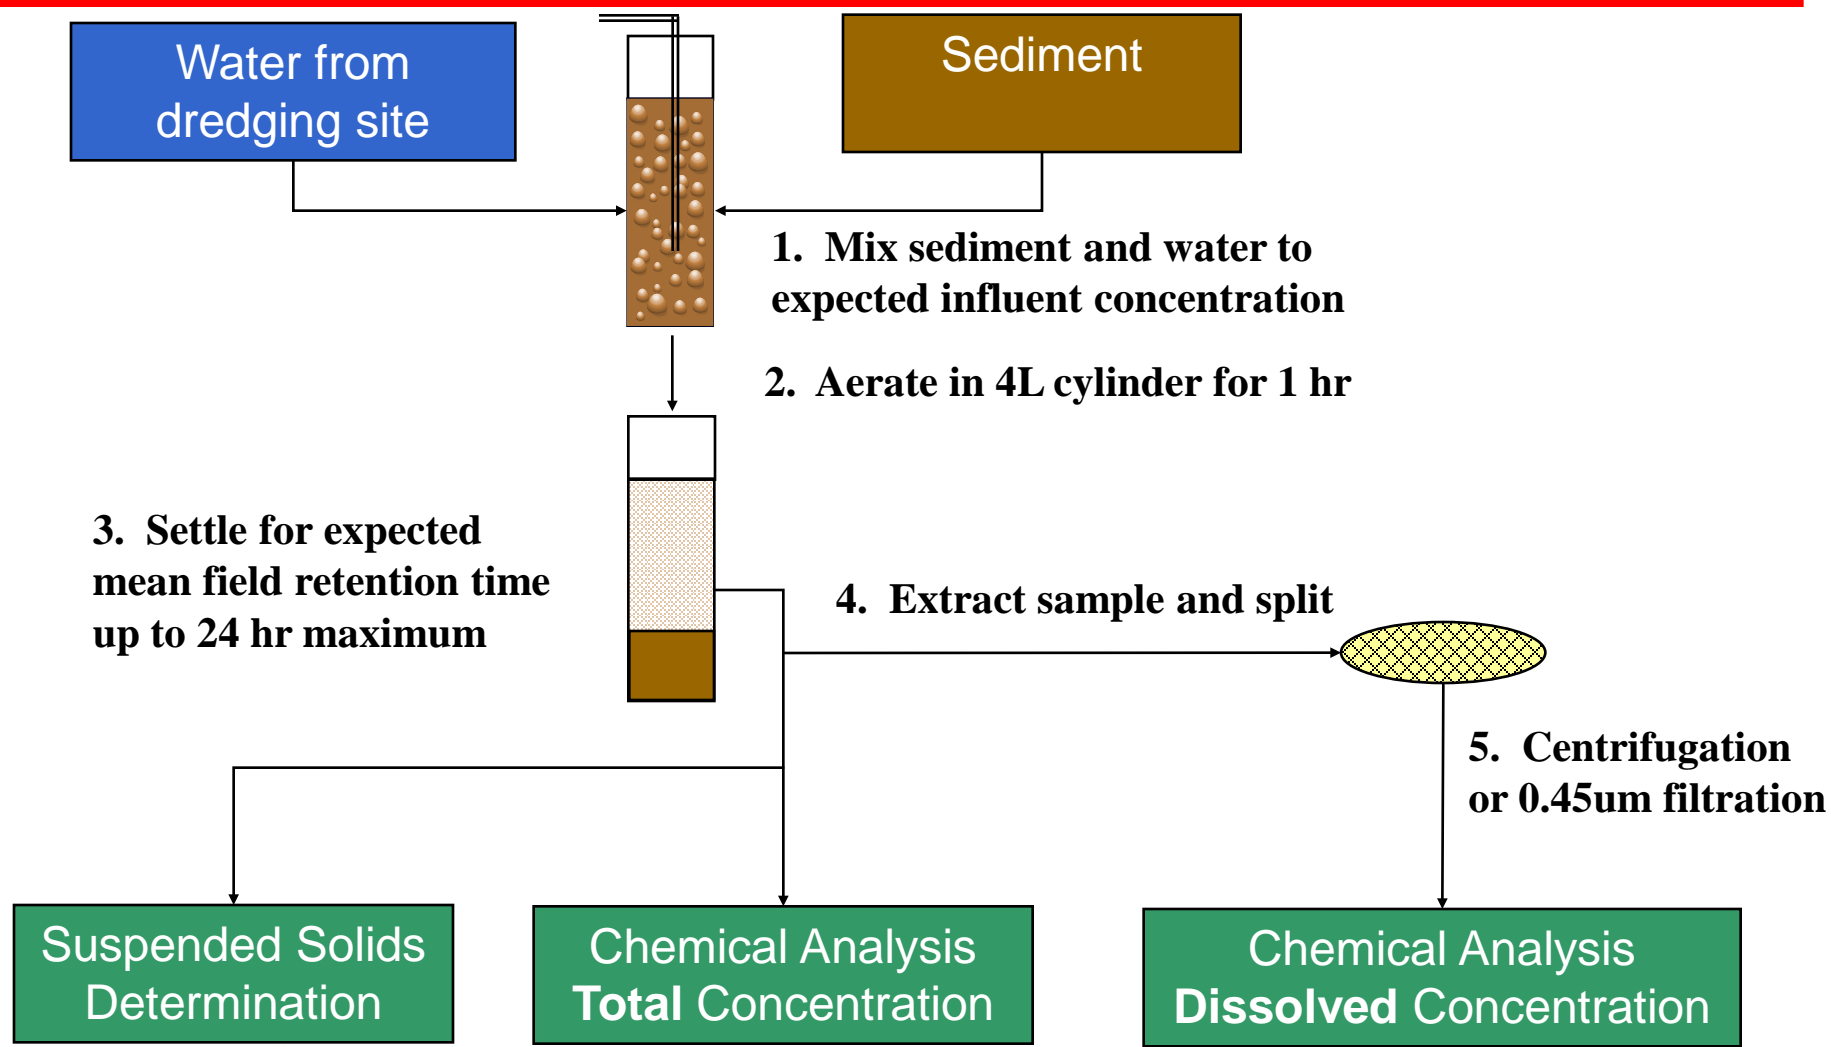 Water from
dredging site
Sediment
1.  Mix sediment and water to
expected influent concentration
2.  Aerate in 4L cylinder for 1 hr
3.  Settle for expected
mean field retention time
up to 24 hr maximum
4.  Extract sample and split
5.  Centrifugation
or 0.45um filtration
Suspended Solids
Determination
Chemical Analysis
Total Concentration
Chemical Analysis
Dissolved Concentration